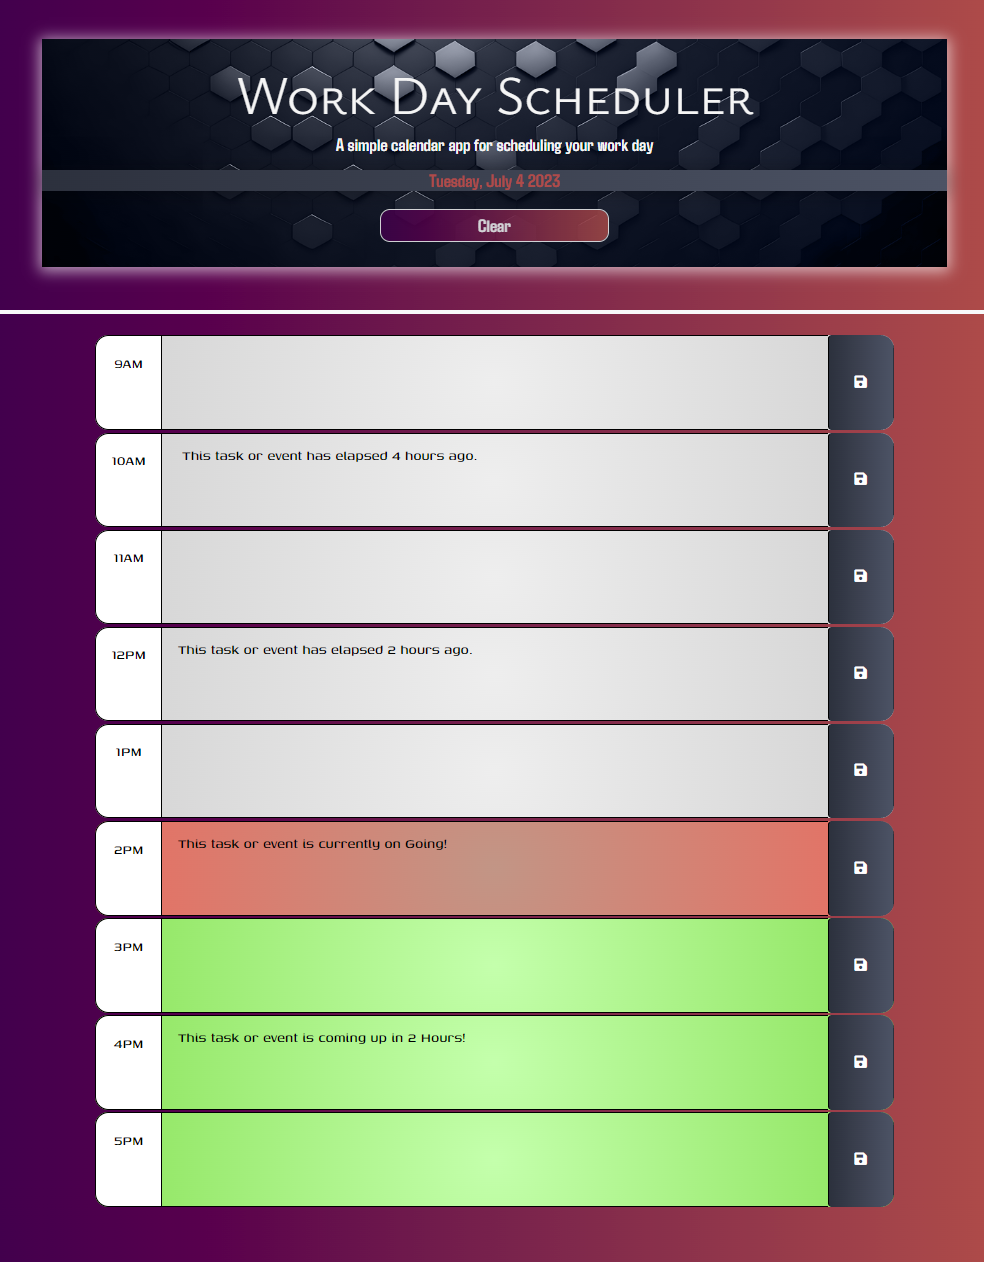 Work Day Scheduler
A simple calendar app for scheduling your work day
Tuesday, July 4 2023
Clear
9AM
10AM This task or event has elapsed 4 hours ago.
11AM
12PM This task or event has elapsed 2 hours ago.
1PM
2PM This task or event is currently on Going!
3PM
4PM This task or event is coming up in 2 Hours!
5PM